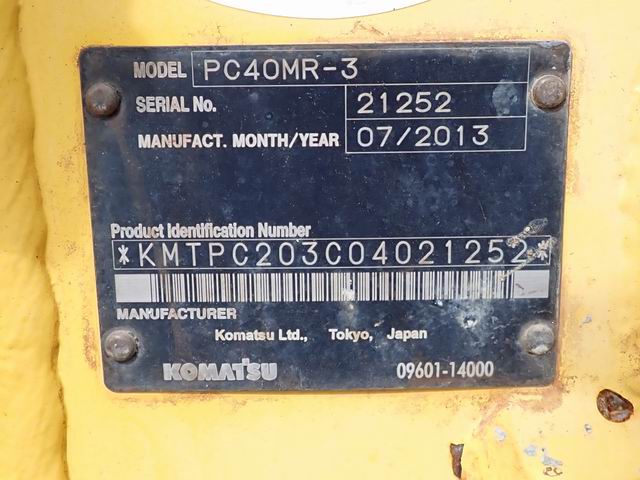 MODEL PC40MR-3
SERIAL No. 21252
MANUFACT. MONTH/YEAR 07/2013
Product Identification Number
*KMTPC203C04021252*
MANUFACTURER
Komatsu Ltd., Tokyo, Japan
KOMATSU 09601-14000